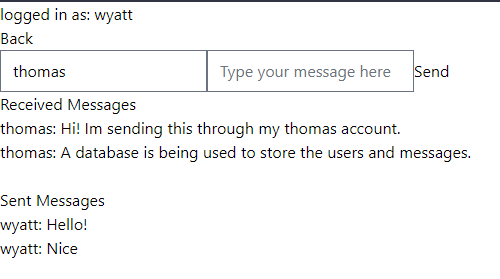 logged in as: wyatt
Back
thomas Type your message here Send
Received Messages
thomas: Hi! Im sending this through my thomas account.
thomas: A database is being used to store the users and messages.
Sent Messages
wyatt: Hello!
wyatt: Nice